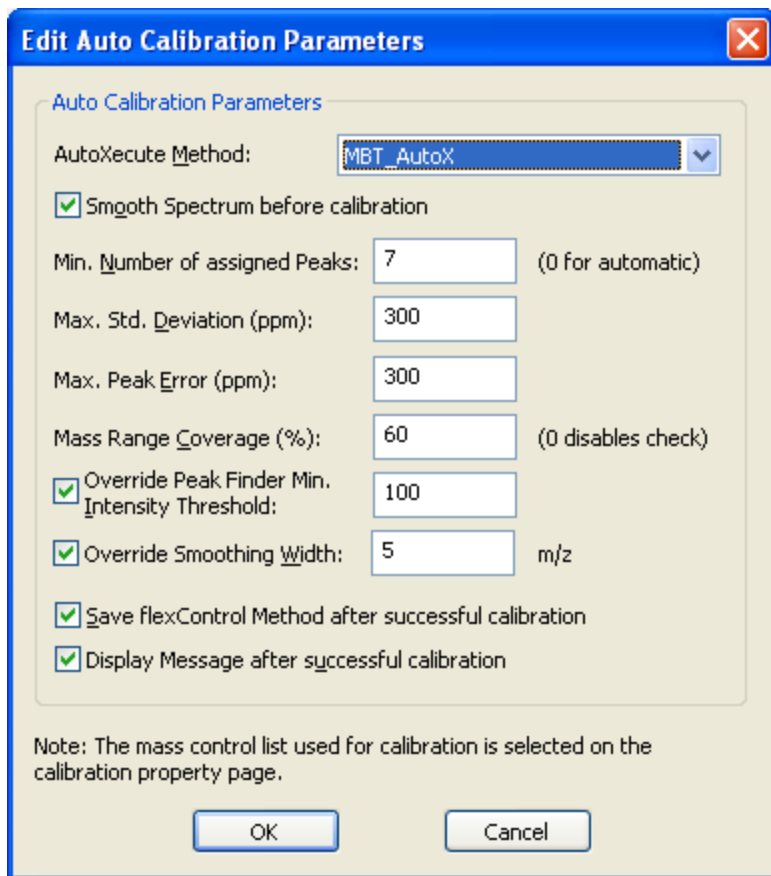 Edit Auto Calibration Parameters
Auto Calibration Parameters
AutoXecute Method: MBT_AutoX
Smooth Spectrum before calibration
Min. Number of assigned Peaks: 7 (0 for automatic)
Max. Std. Deviation (ppm): 300
Max. Peak Error (ppm): 300
Mass Range Coverage (%): 60 (0 disables check)
Override Peak Finder Min.
Intensity Threshold: 100
Override Smoothing Width: 5 m/z
Save flexControl Method after successful calibration
Display Message after successful calibration
Note: The mass control list used for calibration is selected on the
calibration property page.
OK Cancel